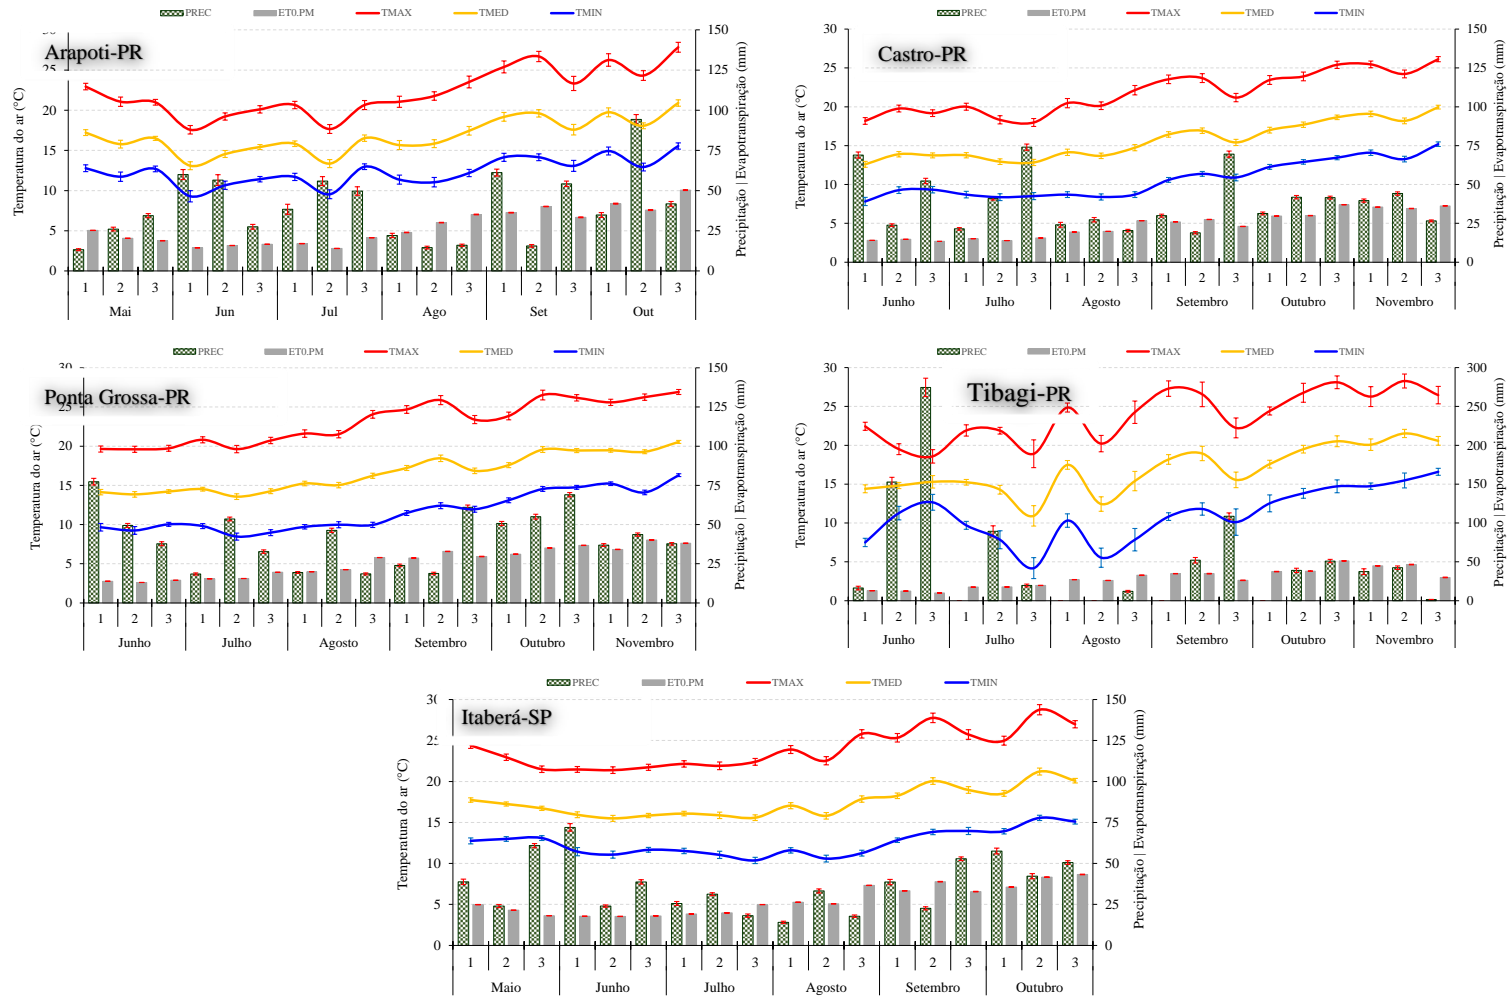 PREC ET0.PM TMAX TMED TMIN
Arapoti-PR
Temperatura do ar (°C)
Precipitação | Evapotranspiração (mm)
25 20 15 10 5 0
150 125 100 75 50 25 0
1 2 3 1 2 3 1 2 3 1 2 3 1 2 3 1 2 3
Mai Jun Jul Ago Set Out
PREC ET0.PM TMAX TMED TMIN
Castro-PR
Temperatura do ar (°C)
Precipitação | Evapotranspiração (mm)
30 25 20 15 10 5 0
150 125 100 75 50 25 0
1 2 3 1 2 3 1 2 3 1 2 3 1 2 3 1 2 3
Junho Julho Agosto Setembro Outubro Novembro
PREC ET0.PM TMAX TMED TMIN
Ponta Grossa-PR
Temperatura do ar (°C)
Precipitação | Evapotranspiração (mm)
30 25 20 15 10 5 0
150 125 100 75 50 25 0
1 2 3 1 2 3 1 2 3 1 2 3 1 2 3 1 2 3
Junho Julho Agosto Setembro Outubro Novembro
PREC ET0.PM TMAX TMED TMIN
Tibagi-PR
Temperatura do ar (°C)
Precipitação | Evapotranspiração (mm)
30 25 20 15 10 5 0
300 250 200 150 100 50 0
1 2 3 1 2 3 1 2 3 1 2 3 1 2 3 1 2 3
Junho Julho Agosto Setembro Outubro Novembro
PREC ET0.PM TMAX TMED TMIN
Itaberá-SP
Temperatura do ar (°C)
Precipitação | Evapotranspiração (mm)
25 20 15 10 5 0
150 125 100 75 50 25 0
1 2 3 1 2 3 1 2 3 1 2 3 1 2 3 1 2 3
Maio Junho Julho Agosto Setembro Outubro